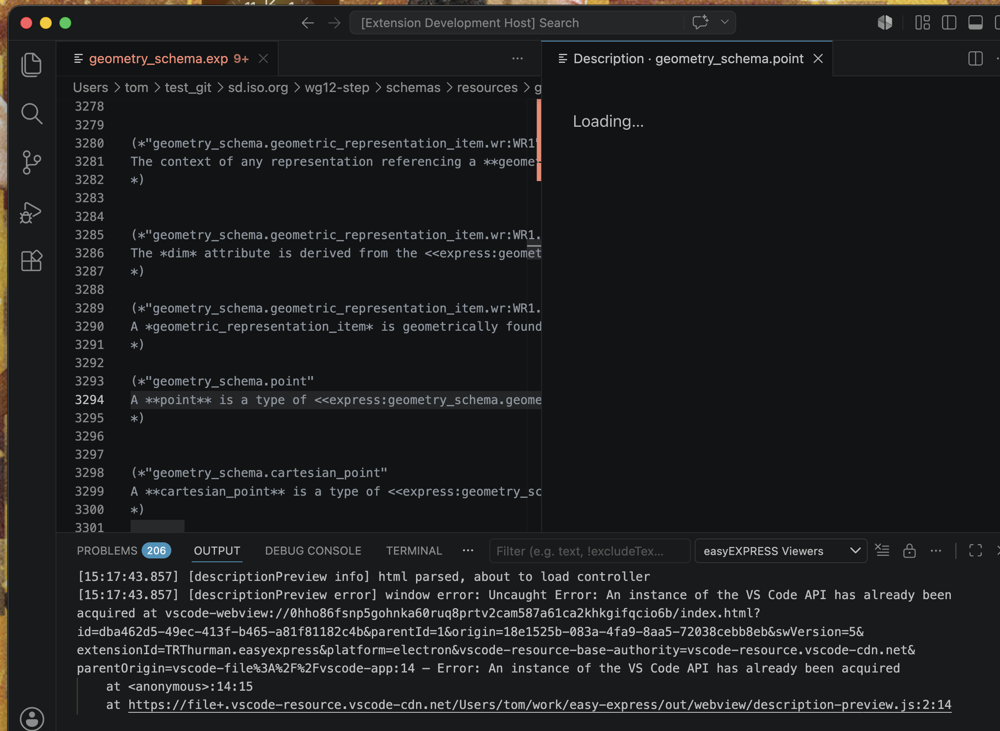 [Extension Development Host] Search
geometry_schema.exp 9+
Description · geometry_schema.point
Users > tom > test_git > sd.iso.org > wg12-step > schemas > resources > g
Loading...
3278
3279
3280 (*"geometry_schema.geometric_representation_item.wr:WR1"
3281 The context of any representation referencing a **geomet
3282 *)
3283
3284
3285 (*"geometry_schema.geometric_representation_item.wr:WR1.
3286 The *dim* attribute is derived from the <<express:geomet
3287 *)
3288
3289 (*"geometry_schema.geometric_representation_item.wr:WR1.
3290 A *geometric_representation_item* is geometrically found
3291 *)
3292
3293 (*"geometry_schema.point"
3294 A **point** is a type of <<express:geometry_schema.geome
3295 *)
3296
3297
3298 (*"geometry_schema.cartesian_point"
3299 A **cartesian_point** is a type of <<express:geometry_sc
3300 *)
3301
PROBLEMS 206 OUTPUT DEBUG CONSOLE TERMINAL ··· Filter (e.g. text, !excludeTex... easyEXPRESS Viewers
[15:17:43.857] [descriptionPreview info] html parsed, about to load controller
[15:17:43.857] [descriptionPreview error] window error: Uncaught Error: An instance of the VS Code API has already been
acquired at vscode-webview://0hho86fsnp5gohnka60ruq8prtv2cam587a61ca2khkgifqcio6b/index.html?
id=dba462d5-49ec-413f-b465-a81f81182c4b&parentId=1&origin=18e1525b-083a-4fa9-8aa5-72038cebb8eb&swVersion=5&
extensionId=TRThurman.easyexpress&platform=electron&vscode-resource-base-authority=vscode-resource.vscode-cdn.net&
parentOrigin=vscode-file%3A%2F%2Fvscode-app:14 — Error: An instance of the VS Code API has already been acquired
at <anonymous>:14:15
at https://file+.vscode-resource.vscode-cdn.net/Users/tom/work/easy-express/out/webview/description-preview.js:2:14